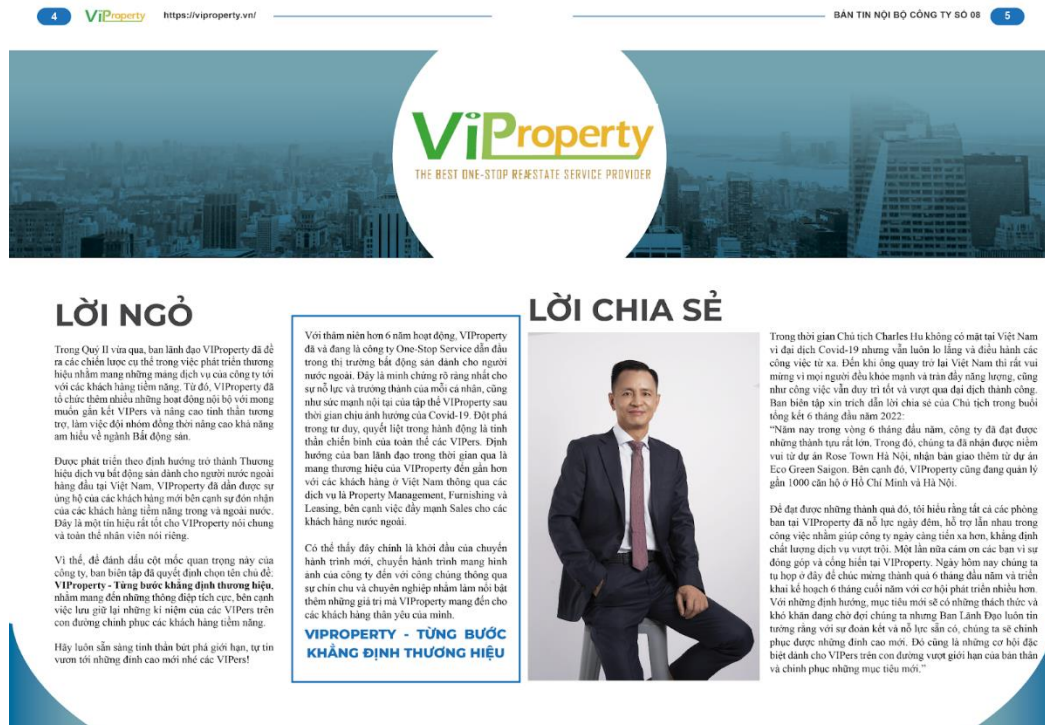 4
ViProperty
https://viproperty.vn/
BẢN TIN NỘI BỘ CÔNG TY SỐ 08
5
ViProperty
THE BEST ONE-STOP REAESTATE SERVICE PROVIDER
LỜI NGỎ
Trong Quý II vừa qua, ban lãnh đạo VIProperty đã đề
ra các chiến lược cụ thể trong việc phát triển thương
hiệu nhằm mang những mảng dịch vụ của công ty tới
với các khách hàng tiềm năng. Từ đó, VIProperty đã
tổ chức thêm nhiều những hoạt động nội bộ với mong
muốn gắn kết VIPers và nâng cao tinh thần tương
trợ, làm việc đội nhóm đồng thời nâng cao khả năng
am hiểu về ngành Bất động sản.
Được phát triển theo định hướng trở thành Thương
hiệu dịch vụ bất động sản dành cho người nước ngoài
hàng đầu tại Việt Nam, VIProperty đã dần được sự
ủng hộ của các khách hàng mới bên cạnh sự đón nhận
của các khách hàng tiềm năng trong và ngoài nước.
Đây là một tín hiệu rất tốt cho VIProperty nói chung
và toàn thể nhân viên nói riêng.
Vì thế, để đánh dấu cột mốc quan trọng này của
công ty, ban biên tập đã quyết định chọn tên chủ đề:
VIProperty - Từng bước khẳng định thương hiệu,
nhằm mang đến những thông điệp tích cực, bên cạnh
việc lưu giữ lại những kỉ niệm của các VIPers trên
con đường chinh phục các khách hàng tiềm năng.
Hãy luôn sẵn sàng tinh thần bứt phá giới hạn, tự tin
vươn tới những đỉnh cao mới nhé các VIPers!
Với thâm niên hơn 6 năm hoạt động, VIProperty
đã và đang là công ty One-Stop Service dẫn đầu
trong thị trường bất động sản dành cho người
nước ngoài. Đây là minh chứng rõ ràng nhất cho
sự nỗ lực và trưởng thành của mỗi cá nhân, cũng
như sức mạnh nội tại của tập thể VIProperty sau
thời gian chịu ảnh hưởng của Covid-19. Đột phá
trong tư duy, quyết liệt trong hành động là tinh
thần chiến binh của toàn thể các VIPers. Định
hướng của ban lãnh đạo trong thời gian qua là
mang thương hiệu của VIProperty đến gần hơn
với các khách hàng ở Việt Nam thông qua các
dịch vụ là Property Management, Furnishing và
Leasing, bên cạnh việc đẩy mạnh Sales cho các
khách hàng nước ngoài.
Có thể thấy đây chính là khởi đầu của chuyến
hành trình mới, chuyến hành trình mang hình
ảnh của công ty đến với công chúng thông qua
sự chỉn chu và chuyên nghiệp nhằm làm nổi bật
thêm những giá trị mà VIProperty mang đến cho
các khách hàng thân yêu của mình.
VIPROPERTY - TỪNG BƯỚC
KHẲNG ĐỊNH THƯƠNG HIỆU
LỜI CHIA SẺ
Trong thời gian Chủ tịch Charles Hu không có mặt tại Việt Nam
vì đại dịch Covid-19 nhưng vẫn luôn lo lắng và điều hành các
công việc từ xa. Đến khi ông quay trở lại Việt Nam thì rất vui
mừng vì mọi người đều khỏe mạnh và tràn đầy năng lượng, cũng
như công việc vẫn duy trì tốt và vượt qua đại dịch thành công.
Ban biên tập xin trích dẫn lời chia sẻ của Chủ tịch trong buổi
tổng kết 6 tháng đầu năm 2022:
“Năm nay trong vòng 6 tháng đầu năm, công ty đã đạt được
những thành tựu rất lớn. Trong đó, chúng ta đã nhận được niềm
vui từ dự án Rose Town Hà Nội, nhận bàn giao thêm từ dự án
Eco Green Saigon. Bên cạnh đó, VIProperty cũng đang quản lý
gần 1000 căn hộ ở Hồ Chí Minh và Hà Nội.
Để đạt được những thành quả đó, tôi hiểu rằng tất cả các phòng
ban tại VIProperty đã nỗ lực ngày đêm, hỗ trợ lẫn nhau trong
công việc nhằm giúp công ty ngày càng tiến xa hơn, khẳng định
chất lượng dịch vụ vượt trội. Một lần nữa cám ơn các bạn vì sự
đóng góp và cống hiến tại VIProperty. Ngày hôm nay chúng ta
tụ họp ở đây để chúc mừng thành quả 6 tháng đầu năm và triển
khai kế hoạch 6 tháng cuối năm với cơ hội phát triển nhiều hơn.
Với những định hướng, mục tiêu mới sẽ có những thách thức và
khó khăn đang chờ đợi chúng ta nhưng Ban Lãnh Đạo luôn tin
tưởng rằng với sự đoàn kết và nỗ lực sẵn có, chúng ta sẽ chinh
phục được những đỉnh cao mới. Đó cũng là những cơ hội đặc
biệt dành cho VIPers trên con đường vượt giới hạn của bản thân
và chinh phục những mục tiêu mới.”